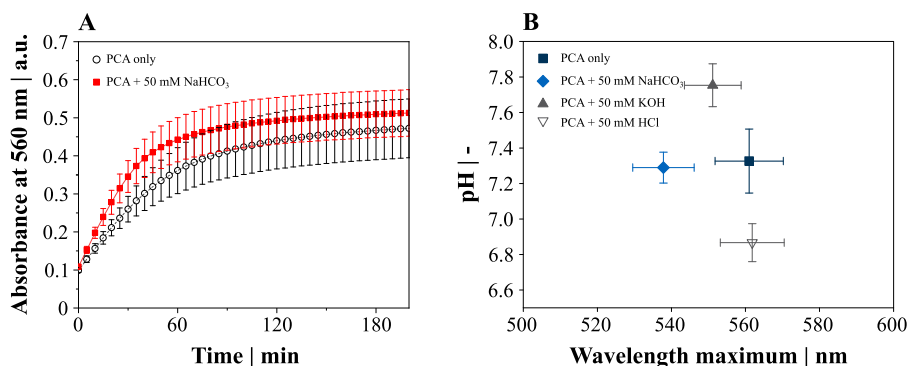 A
Absorbance at 560 nm | a.u.
0.7
0.6
0.5
0.4
0.3
0.2
0.1
0
PCA only
PCA + 50 mM NaHCO₃
0
60
120
180
Time | min
B
pH | -
8.0
7.8
7.6
7.4
7.2
7.0
6.8
6.6
6.4
PCA only
PCA + 50 mM NaHCO₃
PCA + 50 mM KOH
PCA + 50 mM HCl
500
520
540
560
580
600
Wavelength maximum | nm